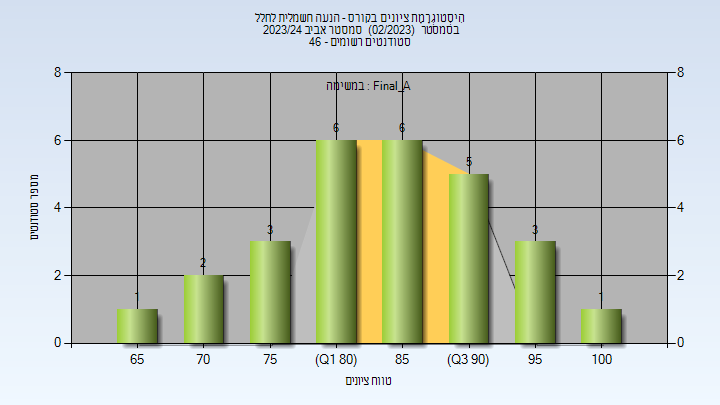 היסטוגרמת ציונים בקורס - הנעה חשמלית לחלל
בסמסטר (02/2023) סמסטר אביב 2023/24
סטודנטים רשומים - 46
במשימה : Final_A
מספר סטודנטים
8 8
6 6
4 4
2 2
0 0
1 2 3 6 6 5 3 1
65 70 75 (Q1 80) 85 (Q3 90) 95 100
טווח ציונים